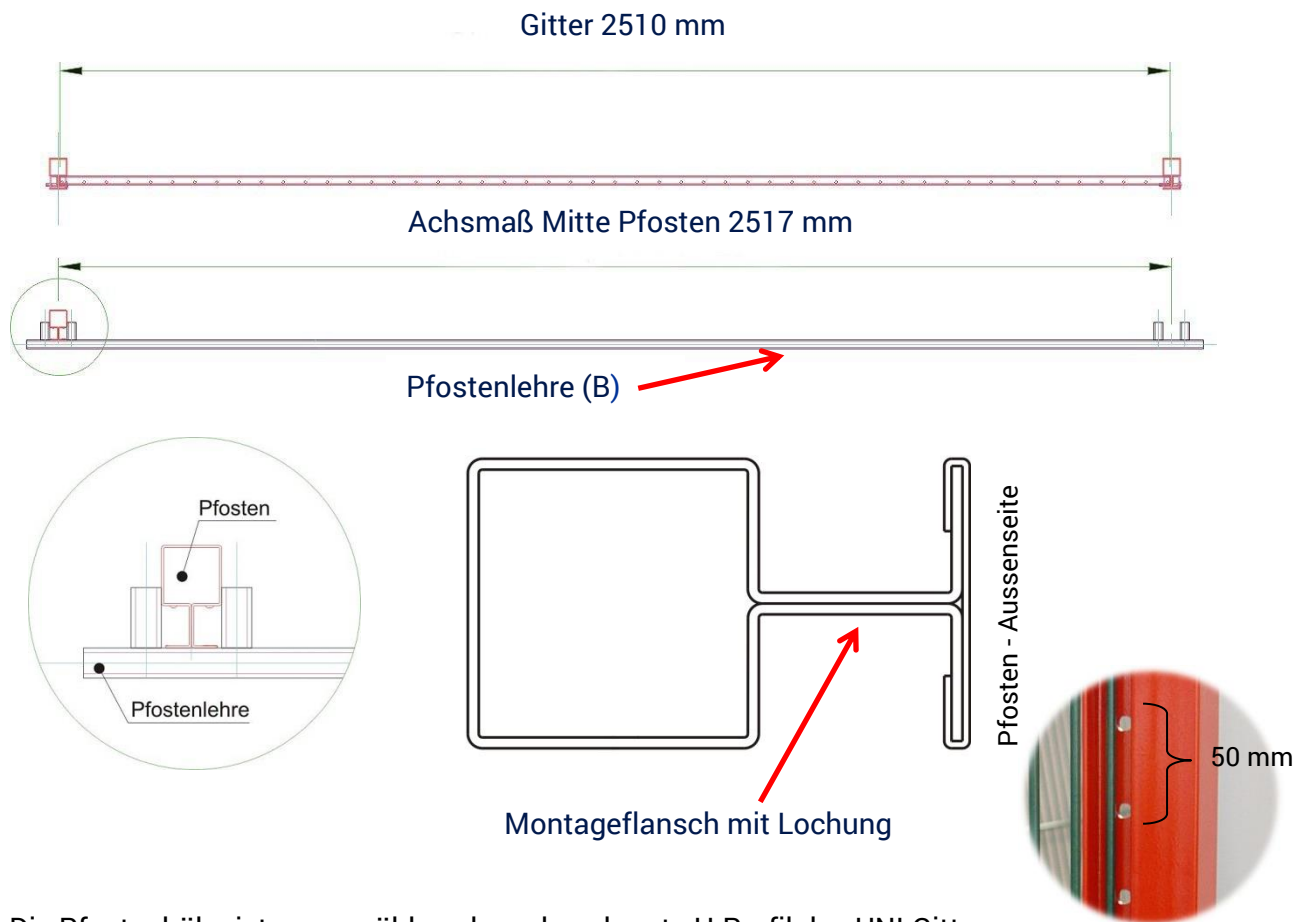 Gitter 2510 mm
Achsmaß Mitte Pfosten 2517 mm
Pfostenlehre (B)
Pfosten
Pfostenlehre
Pfosten - Aussenseite
50 mm
Montageflansch mit Lochung